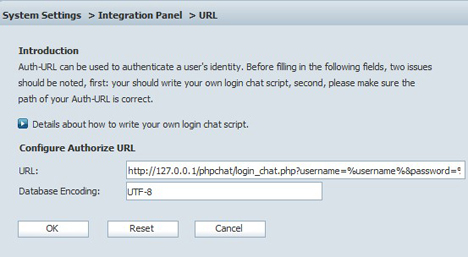 System Settings > Integration Panel > URL
Introduction
Auth-URL can be used to authenticate a user's identity. Before filling in the following fields, two issues
should be noted, first: your should write your own login chat script, second, please make sure the
path of your Auth-URL is correct.
Details about how to write your own login chat script.
Configure Authorize URL
URL: http://127.0.0.1/phpchat/login_chat.php?username=%username%&password=%
Database Encoding: UTF-8
OK Reset Cancel